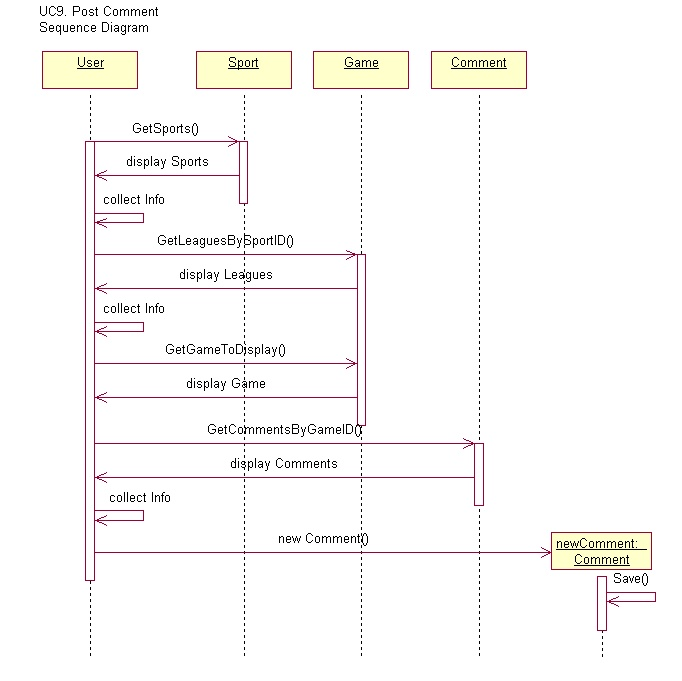 UC9. Post Comment
Sequence Diagram
User
Sport
Game
Comment
GetSports()
display Sports
collect Info
GetLeaguesBySportID()
display Leagues
collect Info
GetGameToDisplay()
display Game
GetCommentsByGameID()
display Comments
collect Info
new Comment()
newComment:
Comment
Save()